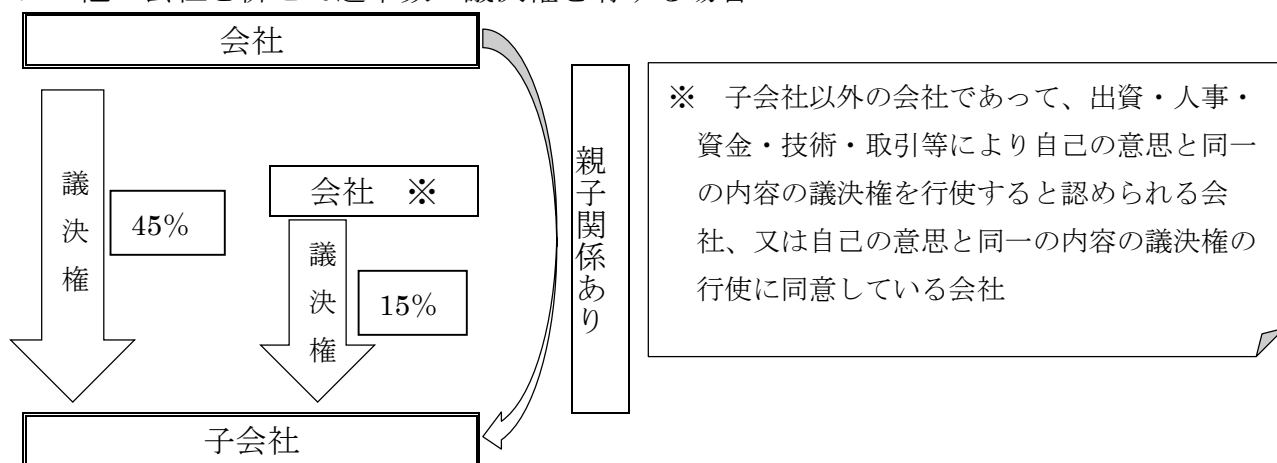 会社
議決権
45%
会社 ※
議決権
15%
親子関係あり
※ 子会社以外の会社であって、出資・人事・
資金・技術・取引等により自己の意思と同一
の内容の議決権を行使すると認められる会
社、又は自己の意思と同一の内容の議決権の
行使に同意している会社
子会社